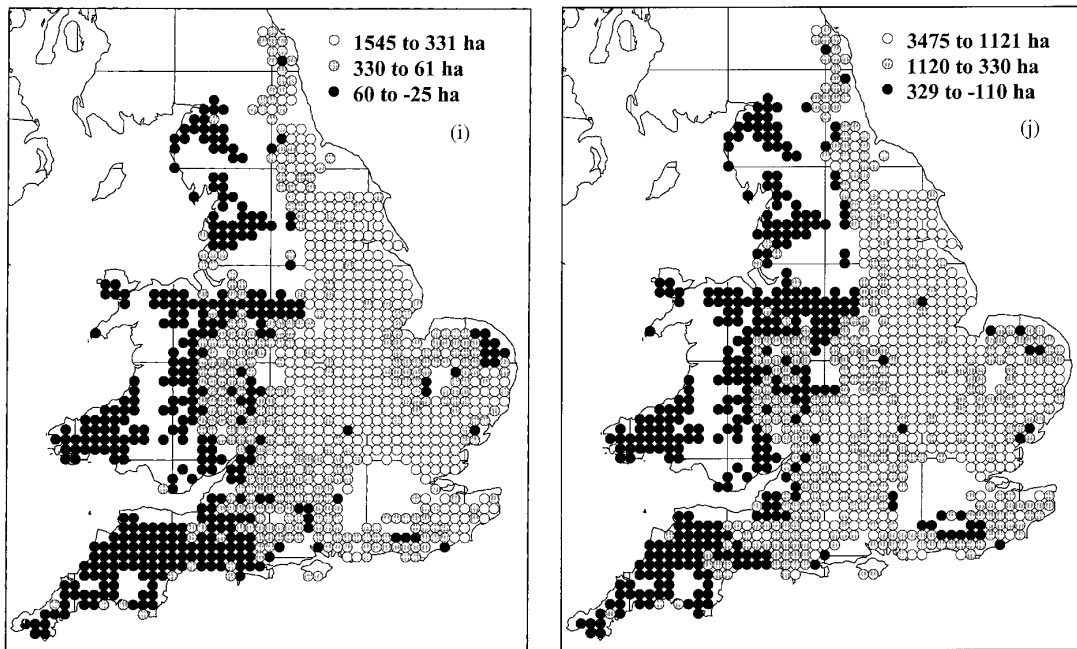 1545 to 331 ha
330 to 61 ha
60 to -25 ha
(i)
3475 to 1121 ha
1120 to 330 ha
329 to -110 ha
(j)